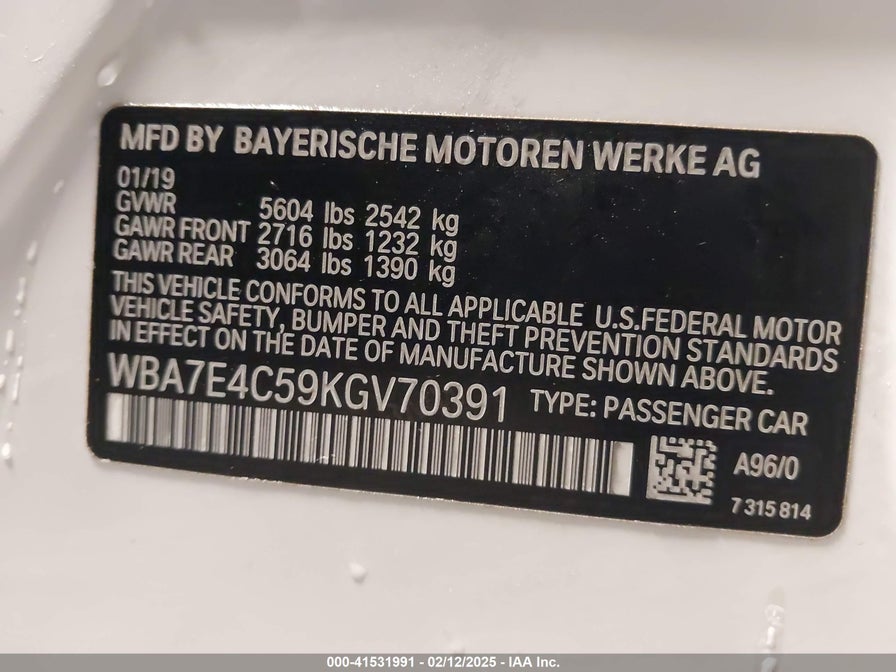 MFD BY BAYERISCHE MOTOREN WERKE AG
01/19
GVWR 5604 lbs 2542 kg
GAWR FRONT 2716 lbs 1232 kg
GAWR REAR 3064 lbs 1390 kg
THIS VEHICLE CONFORMS TO ALL APPLICABLE U.S.FEDERAL MOTOR
VEHICLE SAFETY, BUMPER AND THEFT PREVENTION STANDARDS
IN EFFECT ON THE DATE OF MANUFACTURE SHOWN ABOVE.
WBA7E4C59KGV70391 TYPE: PASSENGER CAR
A96/0
7 315 814
000-41531991 - 02/12/2025 - IAA Inc.